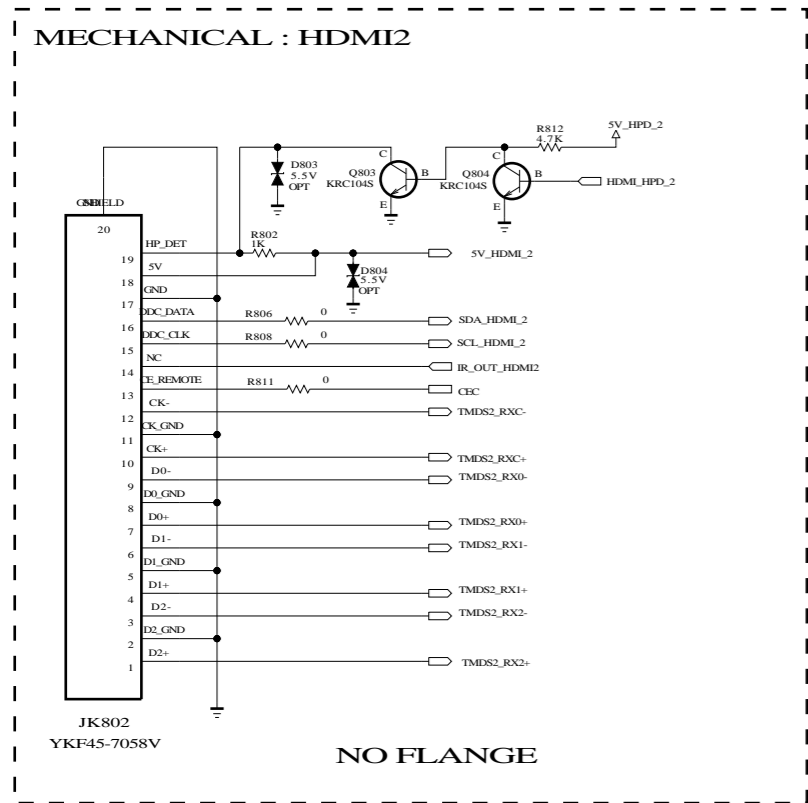 MECHANICAL : HDMI2
R812
4.7K
5V_HPD_2
C
D803
5.5V
OPT
Q803
KRC104S
B
E
C
Q804
KRC104S
B
E
HDMI_HPD_2
SHIELD
20
HP_DET
19
R802
1K
5V_HDMI_2
5V
18
D804
5.5V
OPT
GND
17
DDC_DATA
16
R806
0
SDA_HDMI_2
DDC_CLK
15
R808
0
SCL_HDMI_2
NC
14
IR_OUT_HDMI2
CE_REMOTE
13
R811
0
CEC
CK-
12
TMDS2_RXC-
CK_GND
11
CK+
10
TMDS2_RXC+
D0-
9
TMDS2_RX0-
D0_GND
8
D0+
7
TMDS2_RX0+
D1-
6
TMDS2_RX1-
D1_GND
5
D1+
4
TMDS2_RX1+
D2-
3
TMDS2_RX2-
D2_GND
2
D2+
1
TMDS2_RX2+
JK802
YKF45-7058V
NO FLANGE